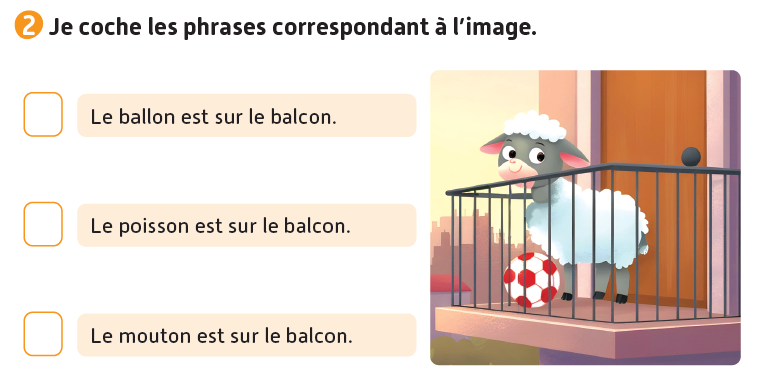 2 Je coche les phrases correspondant à l'image.
Le ballon est sur le balcon.
Le poisson est sur le balcon.
Le mouton est sur le balcon.